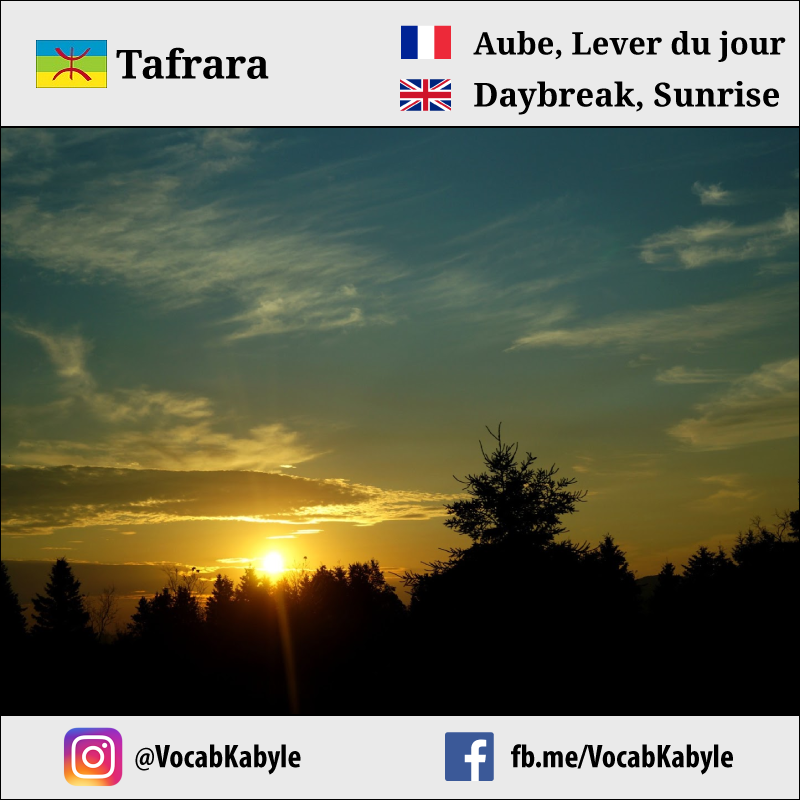 Tafrara
Aube, Lever du jour
Daybreak, Sunrise
@VocabKabyle
fb.me/VocabKabyle